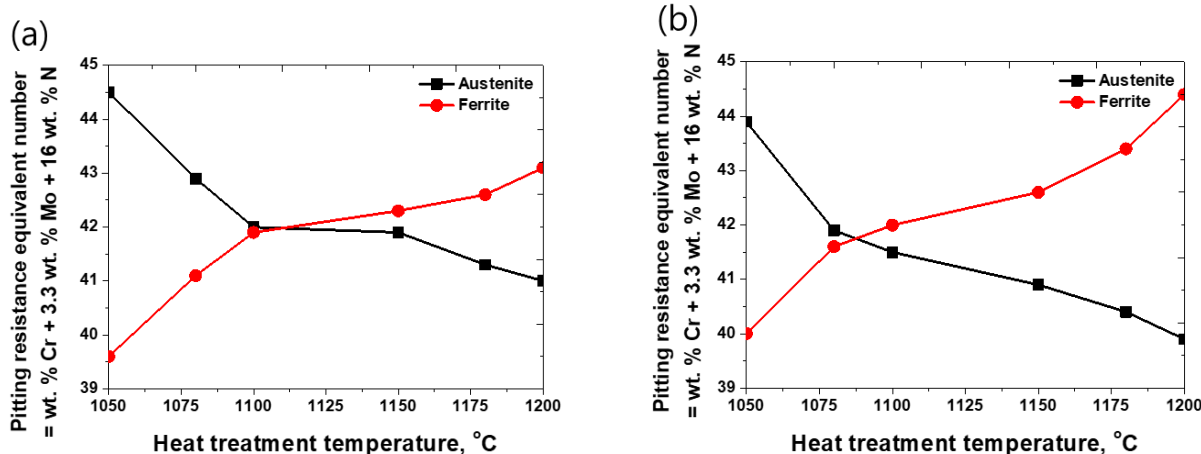 (a)
Pitting resistance equivalent number
= wt. % Cr + 3.3 wt. % Mo + 16 wt. % N
45
44
43
42
41
40
39
1050
1075
1100
1125
1150
1175
1200
Austenite
Ferrite
Heat treatment temperature, °C
(b)
Pitting resistance equivalent number
= wt. % Cr + 3.3 wt. % Mo + 16 wt. % N
45
44
43
42
41
40
39
1050
1075
1100
1125
1150
1175
1200
Austenite
Ferrite
Heat treatment temperature, °C